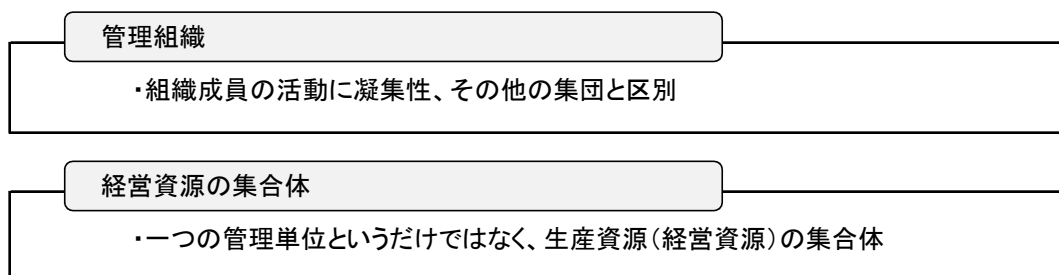 管理組織
・組織成員の活動に凝集性、その他の集団と区別
経営資源の集合体
・一つの管理単位というだけではなく、生産資源（経営資源）の集合体